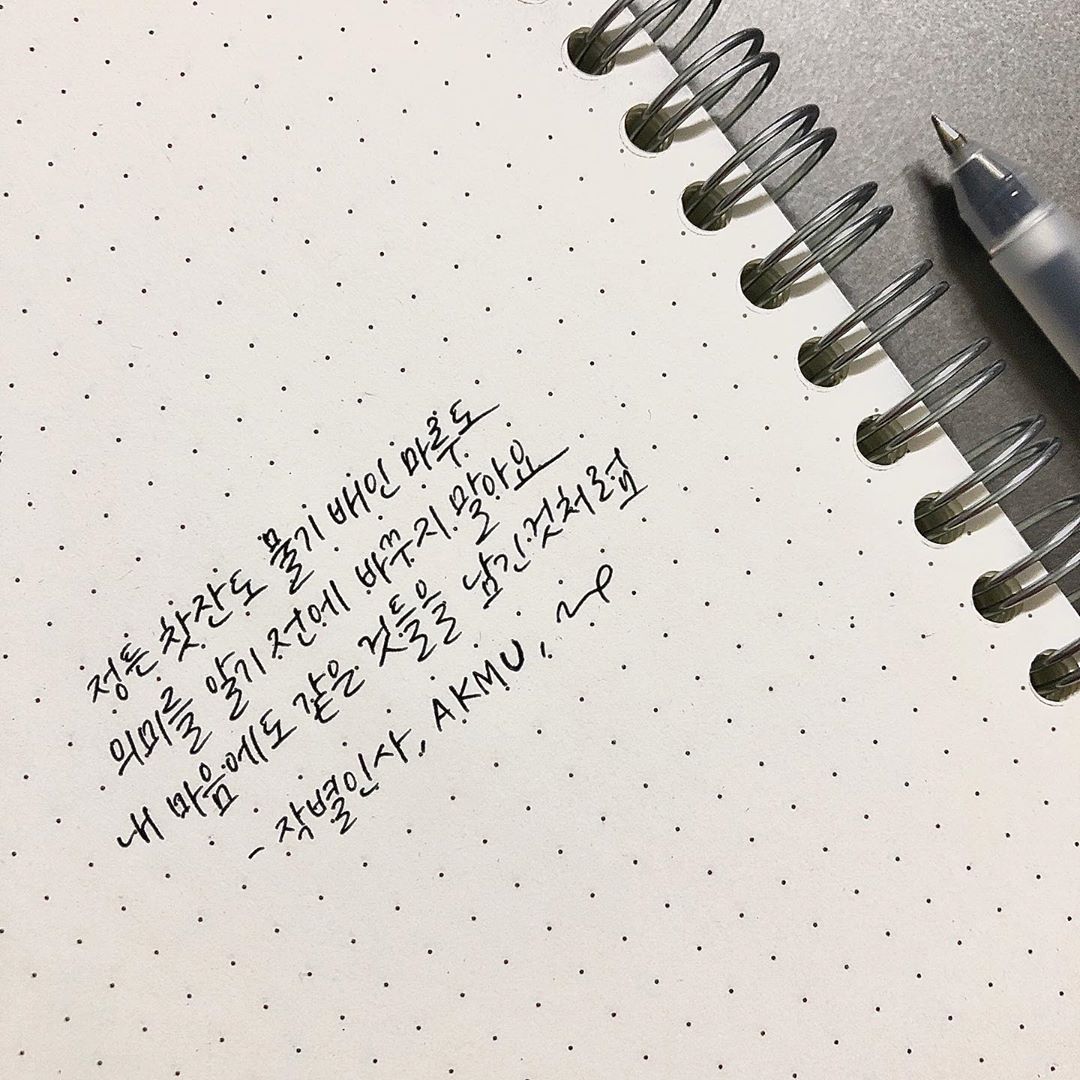 정든 찻잔도 물기 배인 마루도
의미를 알기 전에 바꾸지 말아요
내 마음에도 같은 것들을 남긴것처럼
- 작별인사, AKMU,